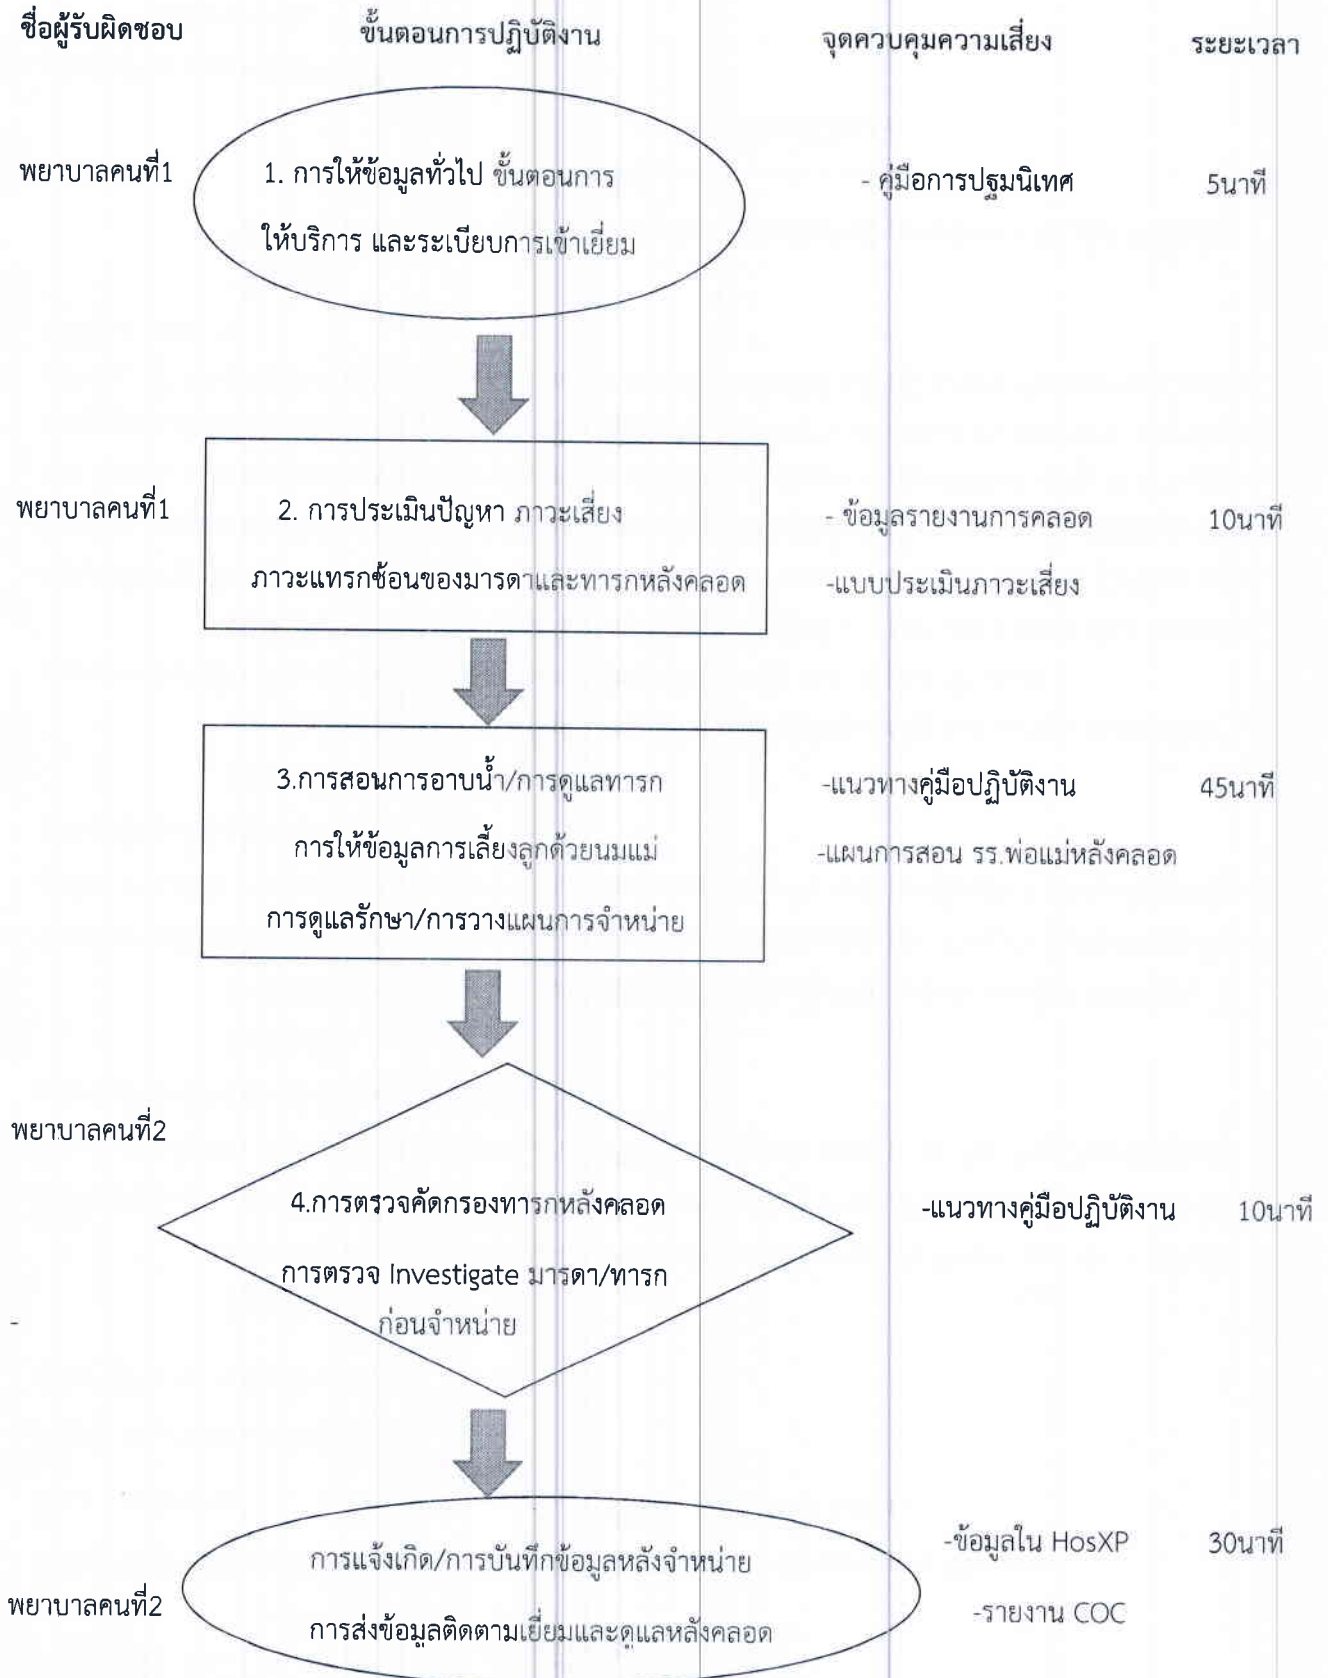 ชื่อผู้รับผิดชอบ ขั้นตอนการปฏิบัติงาน จุดควบคุมความเสี่ยง ระยะเวลา
พยาบาลคนที่1 1. การให้ข้อมูลทั่วไป ขั้นตอนการ - คู่มือการปฐมนิเทศ 5นาที
ให้บริการ และระเบียบการเข้าเยี่ยม
พยาบาลคนที่1 2. การประเมินปัญหา ภาวะเสี่ยง - ข้อมูลรายงานการคลอด 10นาที
ภาวะแทรกซ้อนของมารดาและทารกหลังคลอด -แบบประเมินภาวะเสี่ยง
3.การสอนการอาบน้ำ/การดูแลทารก -แนวทางคู่มือปฏิบัติงาน 45นาที
การให้ข้อมูลการเลี้ยงลูกด้วยนมแม่ -แผนการสอน รร.พ่อแม่หลังคลอด
การดูแลรักษา/การวางแผนการจำหน่าย
พยาบาลคนที่2
4.การตรวจคัดกรองทารกหลังคลอด -แนวทางคู่มือปฏิบัติงาน 10นาที
การตรวจ Investigate มารดา/ทารก
- ก่อนจำหน่าย
การแจ้งเกิด/การบันทึกข้อมูลหลังจำหน่าย -ข้อมูลใน HosXP 30นาที
พยาบาลคนที่2 การส่งข้อมูลติดตามเยี่ยมและดูแลหลังคลอด -รายงาน COC